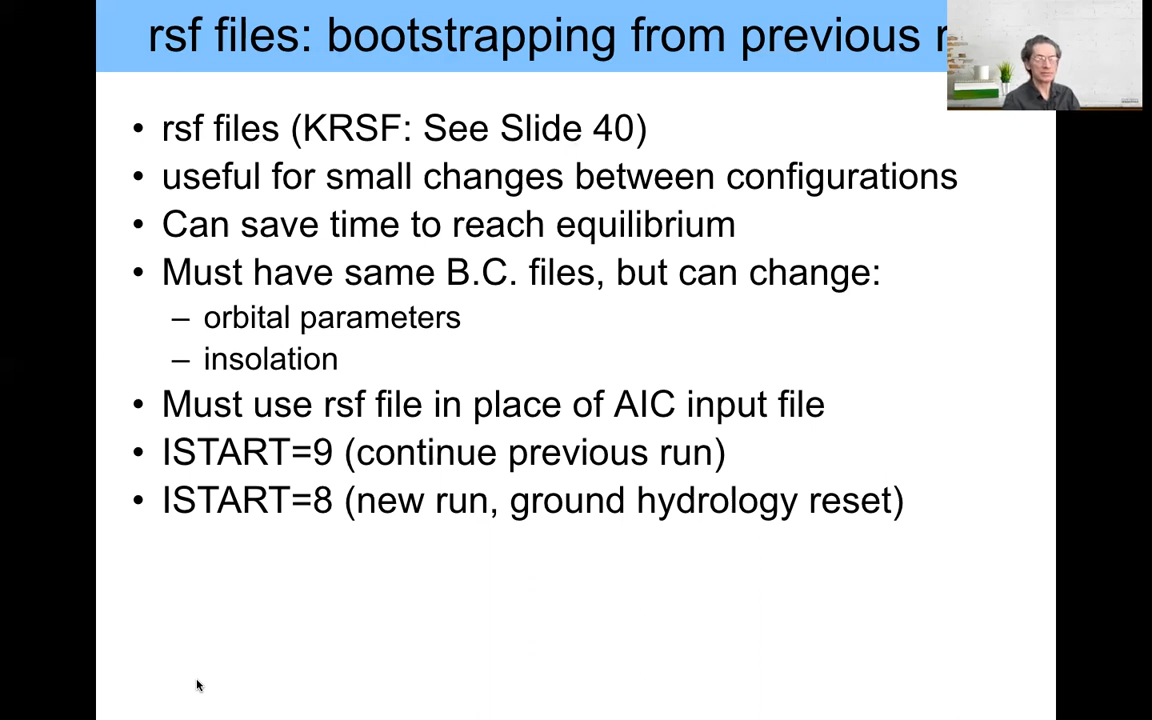 rsf files: bootstrapping from previous
• rsf files (KRSF: See Slide 40)
• useful for small changes between configurations
• Can save time to reach equilibrium
• Must have same B.C. files, but can change:
– orbital parameters
– insolation
• Must use rsf file in place of AIC input file
• ISTART=9 (continue previous run)
• ISTART=8 (new run, ground hydrology reset)